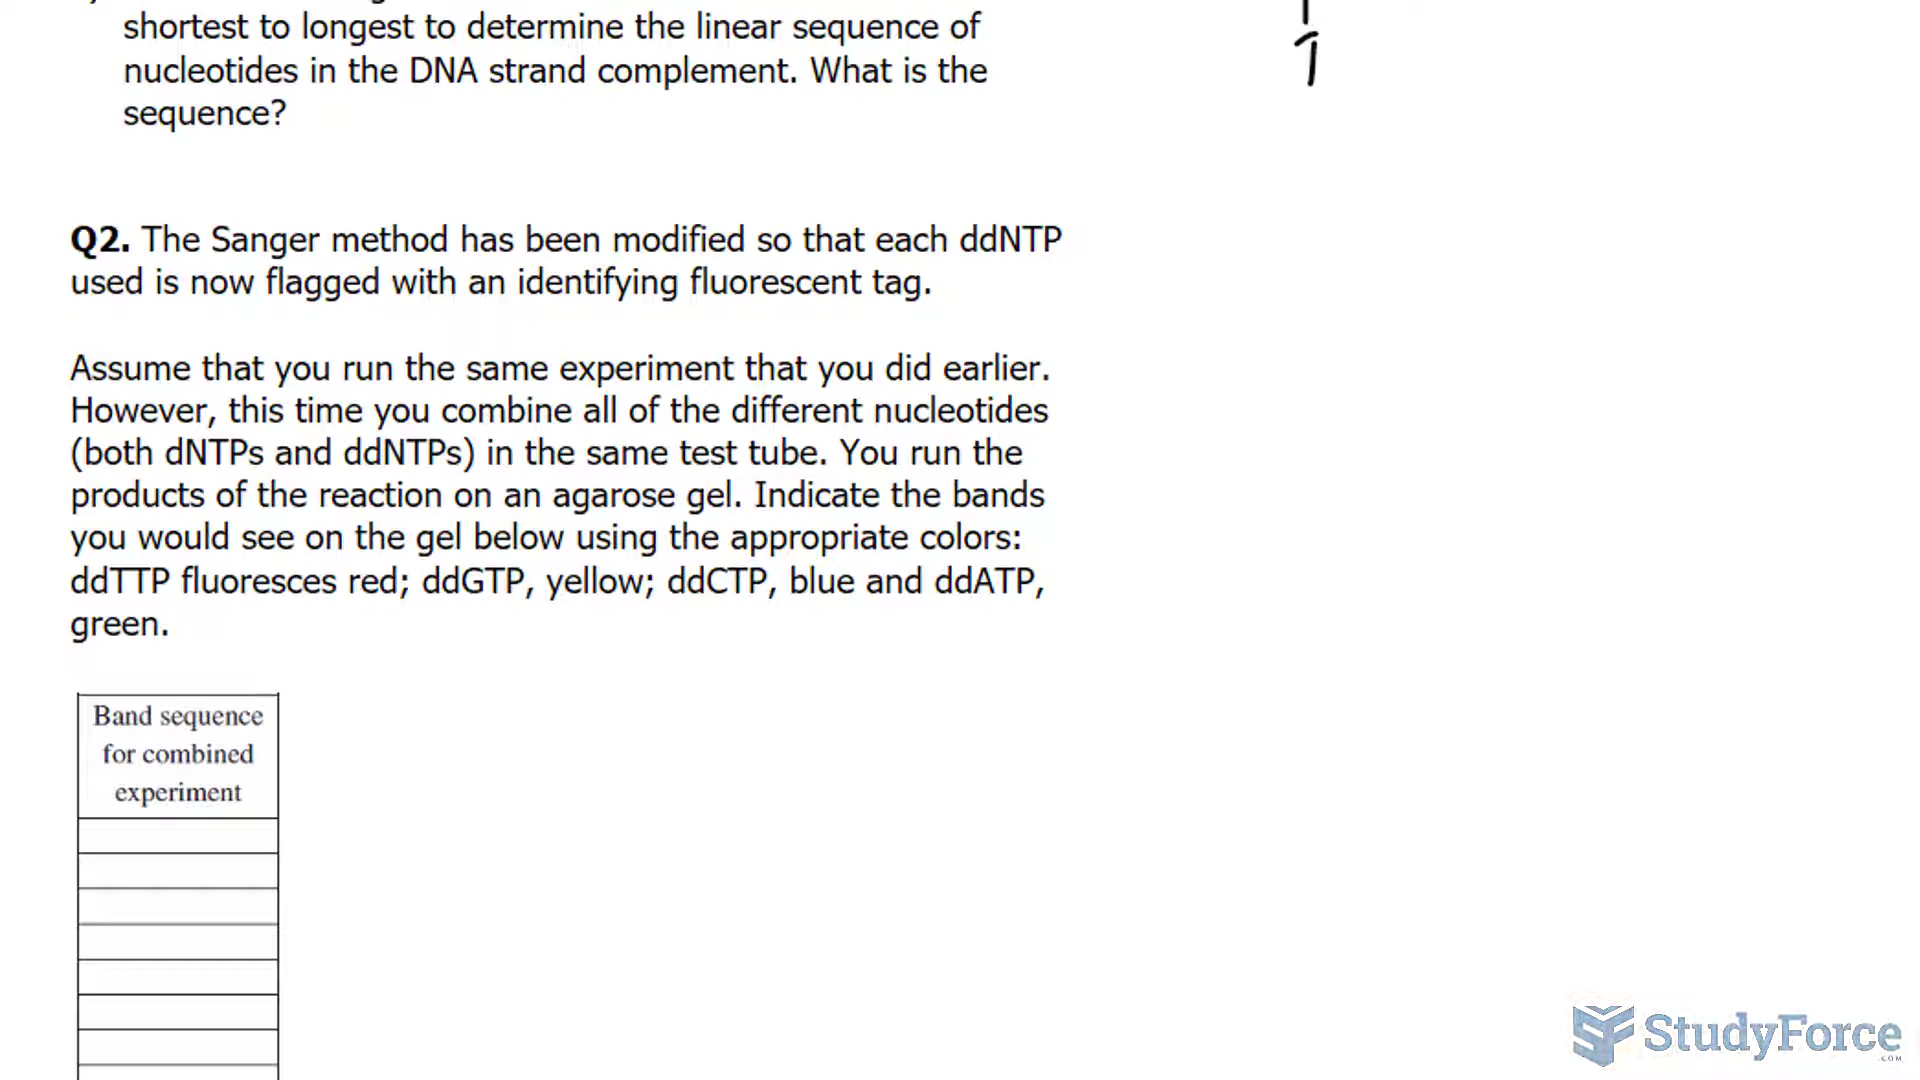 shortest to longest to determine the linear sequence of
nucleotides in the DNA strand complement. What is the
sequence?
Q2. The Sanger method has been modified so that each ddNTP
used is now flagged with an identifying fluorescent tag.
Assume that you run the same experiment that you did earlier.
However, this time you combine all of the different nucleotides
(both dNTPs and ddNTPs) in the same test tube. You run the
products of the reaction on an agarose gel. Indicate the bands
you would see on the gel below using the appropriate colors:
ddTTP fluoresces red; ddGTP, yellow; ddCTP, blue and ddATP,
green.
Band sequence
for combined
experiment
StudyForce
.COM